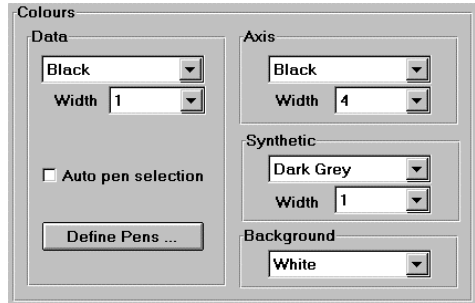 Colours
Data
Black
Width 1
Auto pen selection
Define Pens ...
Axis
Black
Width 4
Synthetic
Dark Grey
Width 1
Background
White